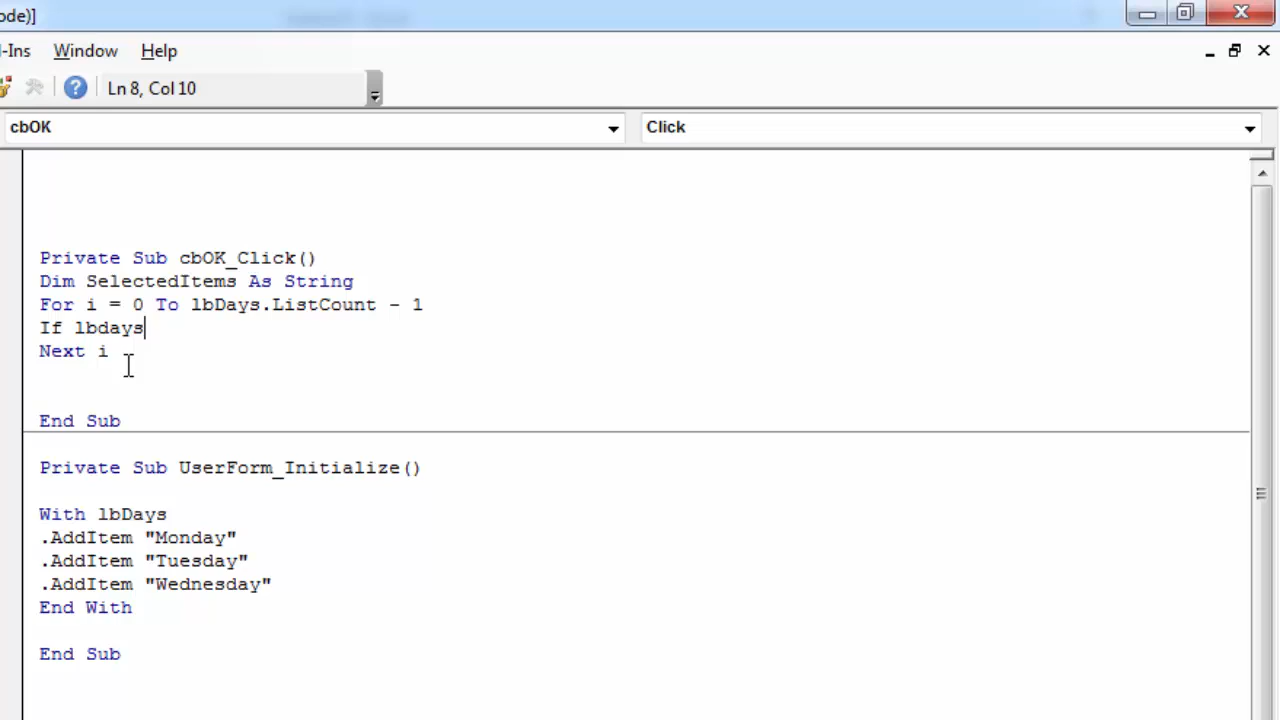 ode)]
-Ins Window Help
Ln 8, Col 10
cbOK Click
Private Sub cbOK_Click()
Dim SelectedItems As String
For i = 0 To lbDays.ListCount - 1
If lbdays
Next i
End Sub
Private Sub UserForm_Initialize()
With lbDays
.AddItem "Monday"
.AddItem "Tuesday"
.AddItem "Wednesday"
End With
End Sub